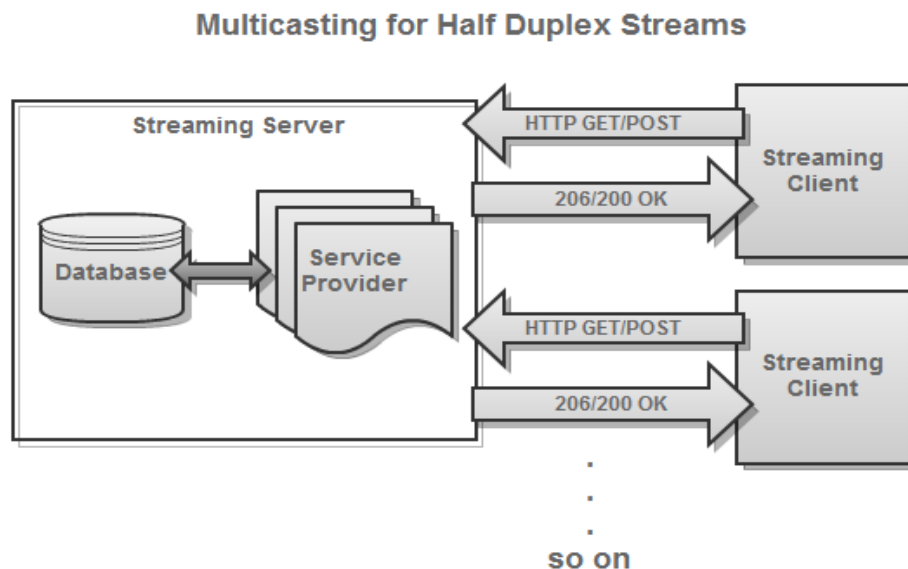 Multicasting for Half Duplex Streams
Streaming Server
Database
Service
Provider
HTTP GET/POST
206/200 OK
Streaming
Client
HTTP GET/POST
206/200 OK
Streaming
Client
.
.
.
so on